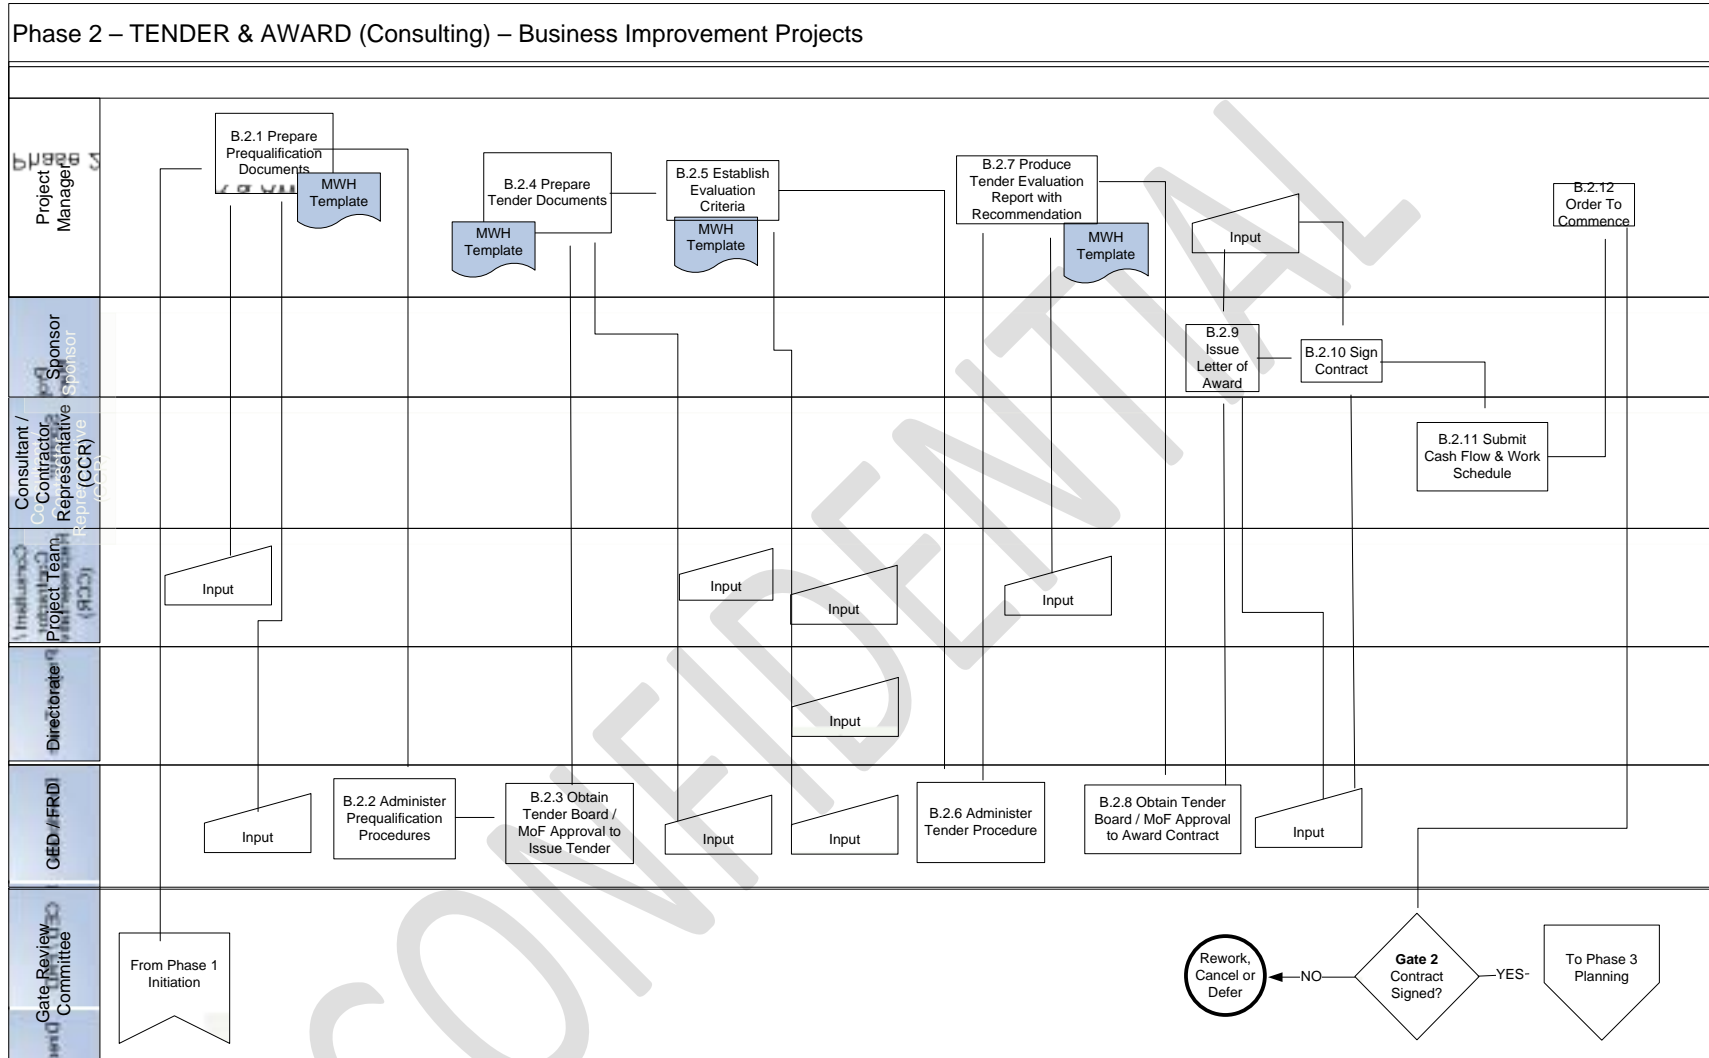 Phase 2 – TENDER & AWARD (Consulting) – Business Improvement Projects
Phase 2
Project
Manager
B.2.1 Prepare
Prequalification
Documents
MWH
Template
B.2.4 Prepare
Tender Documents
MWH
Template
B.2.5 Establish
Evaluation
Criteria
MWH
Template
B.2.7 Produce
Tender Evaluation
Report with
Recommendation
MWH
Template
Input
B.2.12
Order To
Commence
Sponsor
Sponsor
B.2.9
Issue
Letter of
Award
B.2.10 Sign
Contract
Consultant /
Contractor
Representative
(CCR)
B.2.11 Submit
Cash Flow & Work
Schedule
Project Team
(CCR)
Input
Input
Input
Input
Directorate
Input
CED / FRD
Input
B.2.2 Administer
Prequalification
Procedures
B.2.3 Obtain
Tender Board /
MoF Approval to
Issue Tender
Input
Input
B.2.6 Administer
Tender Procedure
B.2.8 Obtain Tender
Board / MoF Approval
to Award Contract
Input
Gate Review
Committee
From Phase 1
Initiation
Rework,
Cancel or
Defer
NO
Gate 2
Contract
Signed?
YES
To Phase 3
Planning
CONFIDENTIAL